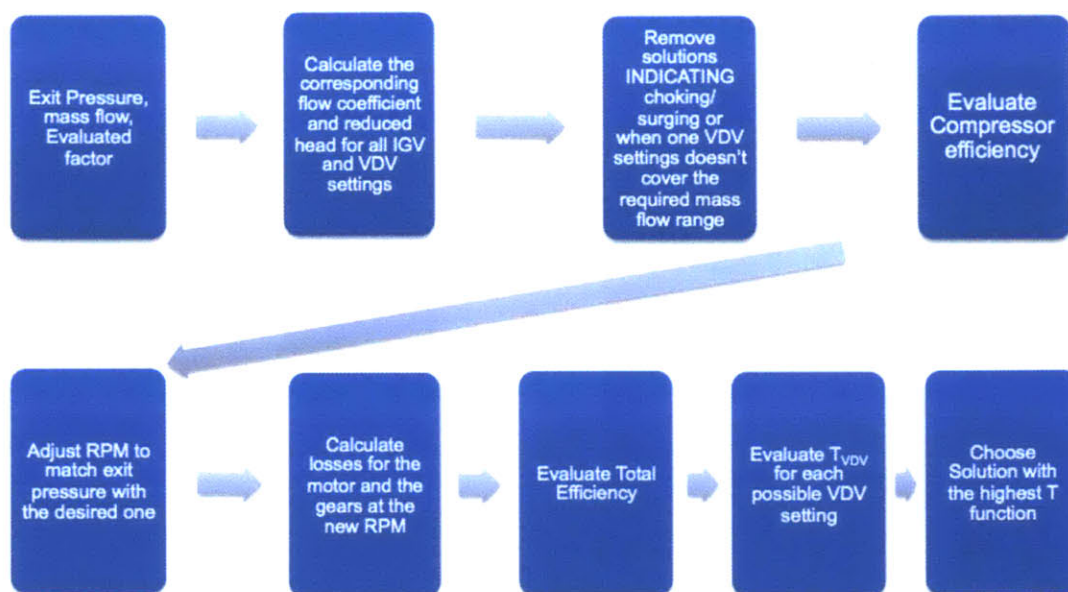 Exit Pressure,
mass flow,
Evaluated
factor
Calculate the
corresponding
flow coefficient
and reduced
head for all IGV
and VDV
settings
Remove
solutions
INDICATING
choking/
surging or
when one VDV
settings doesn't
cover the
required mass
flow range
Evaluate
Compressor
efficiency
Adjust RPM to
match exit
pressure with
the desired one
Calculate
losses for the
motor and the
gears at the
new RPM
Evaluate Total
Efficiency
Evaluate TVDV
for each
possible VDV
setting
Choose
Solution with
the highest T
function